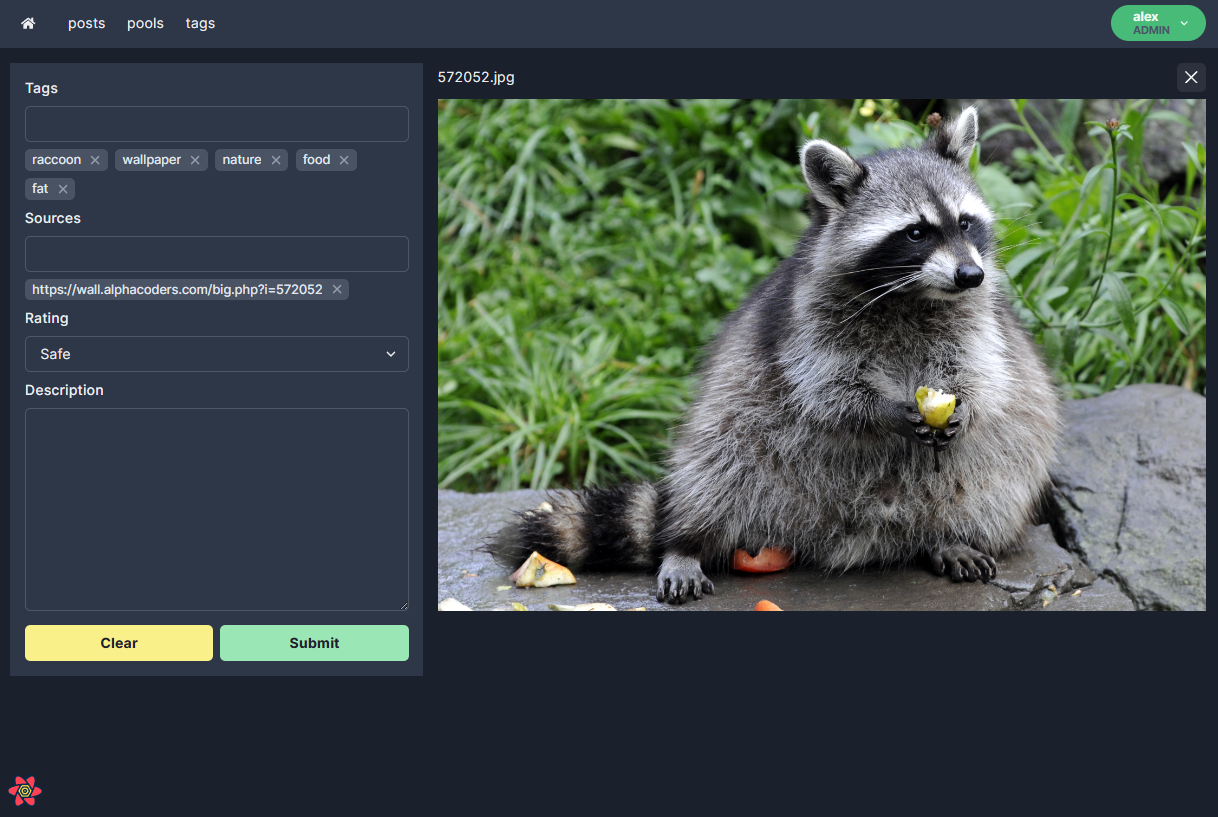 posts pools tags
alex
ADMIN
Tags
raccoon wallpaper nature food
fat
Sources
https://wall.alphacoders.com/big.php?i=572052
Rating
Safe
Description
Clear Submit
572052.jpg